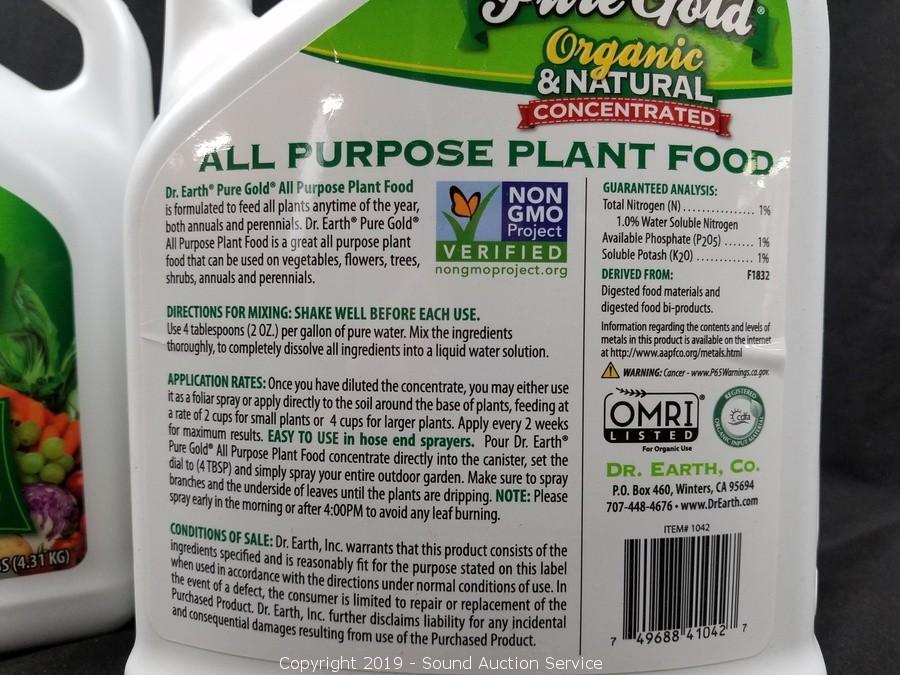 Pure Gold®
Organic
& NATURAL
CONCENTRATED
ALL PURPOSE PLANT FOOD
Dr. Earth® Pure Gold® All Purpose Plant Food
is formulated to feed all plants anytime of the year,
both annuals and perennials. Dr. Earth® Pure Gold®
All Purpose Plant Food is a great all purpose plant
food that can be used on vegetables, flowers, trees,
shrubs, annuals and perennials.
NON
GMO
Project
VERIFIED
nongmoproject.org
DIRECTIONS FOR MIXING: SHAKE WELL BEFORE EACH USE.
Use 4 tablespoons (2 OZ.) per gallon of pure water. Mix the ingredients
thoroughly, to completely dissolve all ingredients into a liquid water solution.
APPLICATION RATES: Once you have diluted the concentrate, you may either use
it as a foliar spray or apply directly to the soil around the base of plants, feeding at
a rate of 2 cups for small plants or 4 cups for larger plants. Apply every 2 weeks
for maximum results. EASY TO USE in hose end sprayers. Pour Dr. Earth®
Pure Gold® All Purpose Plant Food concentrate directly into the canister, set the
dial to (4 TBSP) and simply spray your entire outdoor garden. Make sure to spray
branches and the underside of leaves until the plants are dripping. NOTE: Please
spray early in the morning or after 4:00PM to avoid any leaf burning.
CONDITIONS OF SALE: Dr. Earth, Inc. warrants that this product consists of the
ingredients specified and is reasonably fit for the purpose stated on this label
when used in accordance with the directions under normal conditions of use. In
the event of a defect, the consumer is limited to repair or replacement of the
Purchased Product. Dr. Earth, Inc. further disclaims liability for any incidental
and consequential damages resulting from use of the Purchased Product.
GUARANTEED ANALYSIS:
Total Nitrogen (N) ..................... 1%
1.0% Water Soluble Nitrogen
Available Phosphate (P2O5) ....... 1%
Soluble Potash (K2O) ............... 1%
DERIVED FROM: F1832
Digested food materials and
digested food bi-products.
Information regarding the contents and levels of
metals in this product is available on the internet
at http://www.aapfco.org/metals.html
WARNING: Cancer - www.P65Warnings.ca.gov.
OMRI®
LISTED
For Organic Use
REGISTERED
cdfa
ORGANIC INPUT MATERIAL
DR. EARTH, CO.
P.O. Box 460, Winters, CA 95694
707-448-4676 • www.DrEarth.com
ITEM# 1042
7 49688 41042 7
S (4.31 KG)
Copyright 2019 - Sound Auction Service